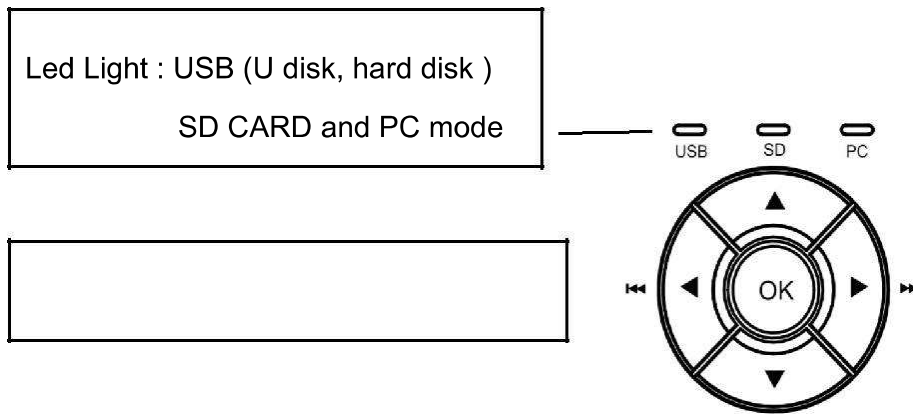 Led Light : USB (U disk, hard disk )
SD CARD and PC mode
USB SD PC
OK